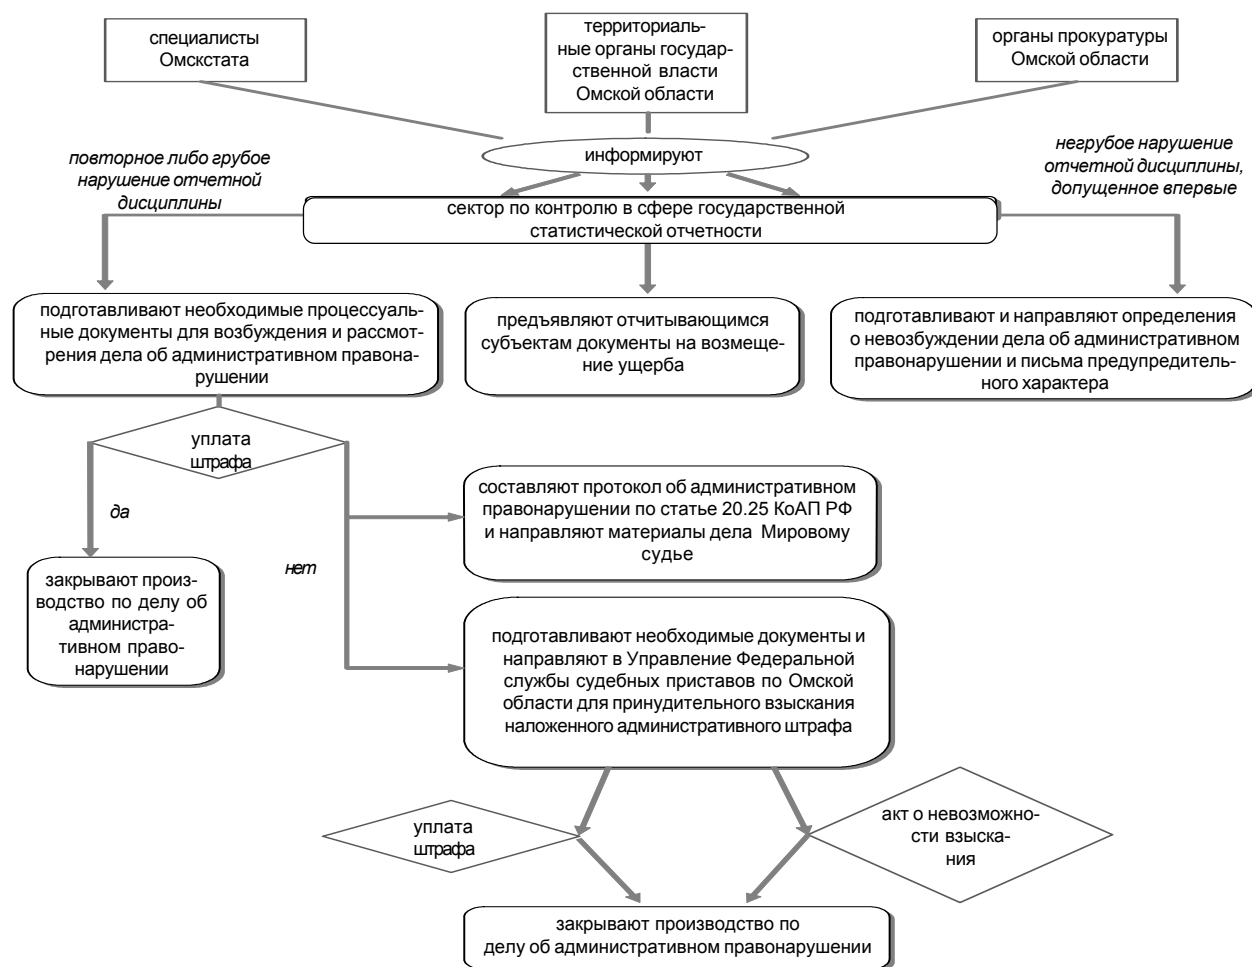 специалисты
Омскстата
территориаль-
ные органы государ-
ственной власти
Омской области
органы прокуратуры
Омской области
информируют
повторное либо грубое
нарушение отчетной
дисциплины
негрубое нарушение
отчетной дисциплины,
допущенное впервые
сектор по контролю в сфере государственной
статистической отчетности
подготавливают необходимые процессуаль-
ные документы для возбуждения и рассмот-
рения дела об административном правона-
рушении
предъявляют отчитывающимся
субъектам документы на возмеще-
ние ущерба
подготавливают и направляют определения
о невозбуждении дела об административном
правонарушении и письма предупредитель-
ного характера
уплата
штрафа
да
нет
закрывают произ-
водство по делу об
администра-
тивном право-
нарушении
составляют протокол об административном
правонарушении по статье 20.25 КоАП РФ
и направляют материалы дела Мировому
судье
подготавливают необходимые документы и
направляют в Управление Федеральной
службы судебных приставов по Омской
области для принудительного взыскания
наложенного административного штрафа
уплата
штрафа
акт о невозможно-
сти взыска-
ния
закрывают производство по
делу об административном правонарушении